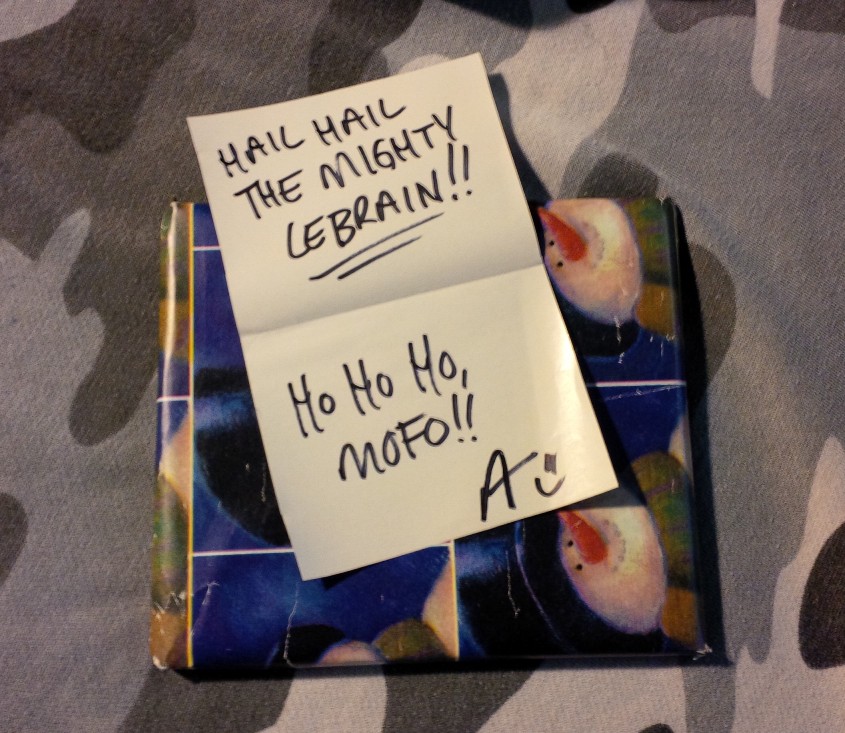 HAIL HAIL
THE MIGHTY
LEBRAIN!!
HO HO HO,
MOFO!!
A